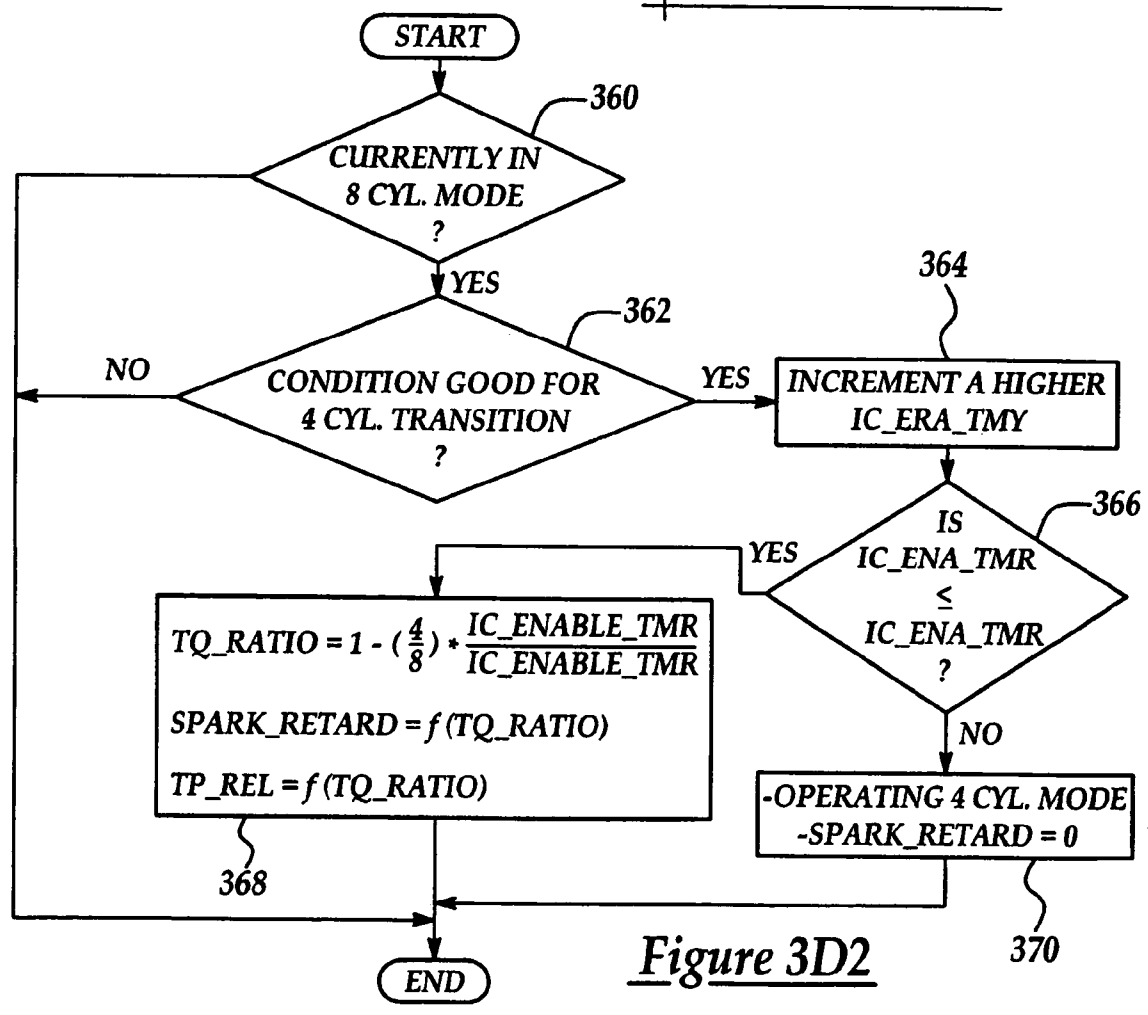 START
360
CURRENTLY IN
8 CYL. MODE
?
YES
362
CONDITION GOOD FOR
4 CYL. TRANSITION
?
NO
YES
364
INCREMENT A HIGHER
IC_ERA_TMY
366
IS
IC_ENA_TMR
≤
IC_ENA_TMR
?
YES
NO
TQ_RATIO = 1 - (4/8) * IC_ENABLE_TMR / IC_ENABLE_TMR
SPARK_RETARD = f (TQ_RATIO)
TP_REL = f (TQ_RATIO)
368
-OPERATING 4 CYL. MODE
-SPARK_RETARD = 0
370
END
Figure 3D2